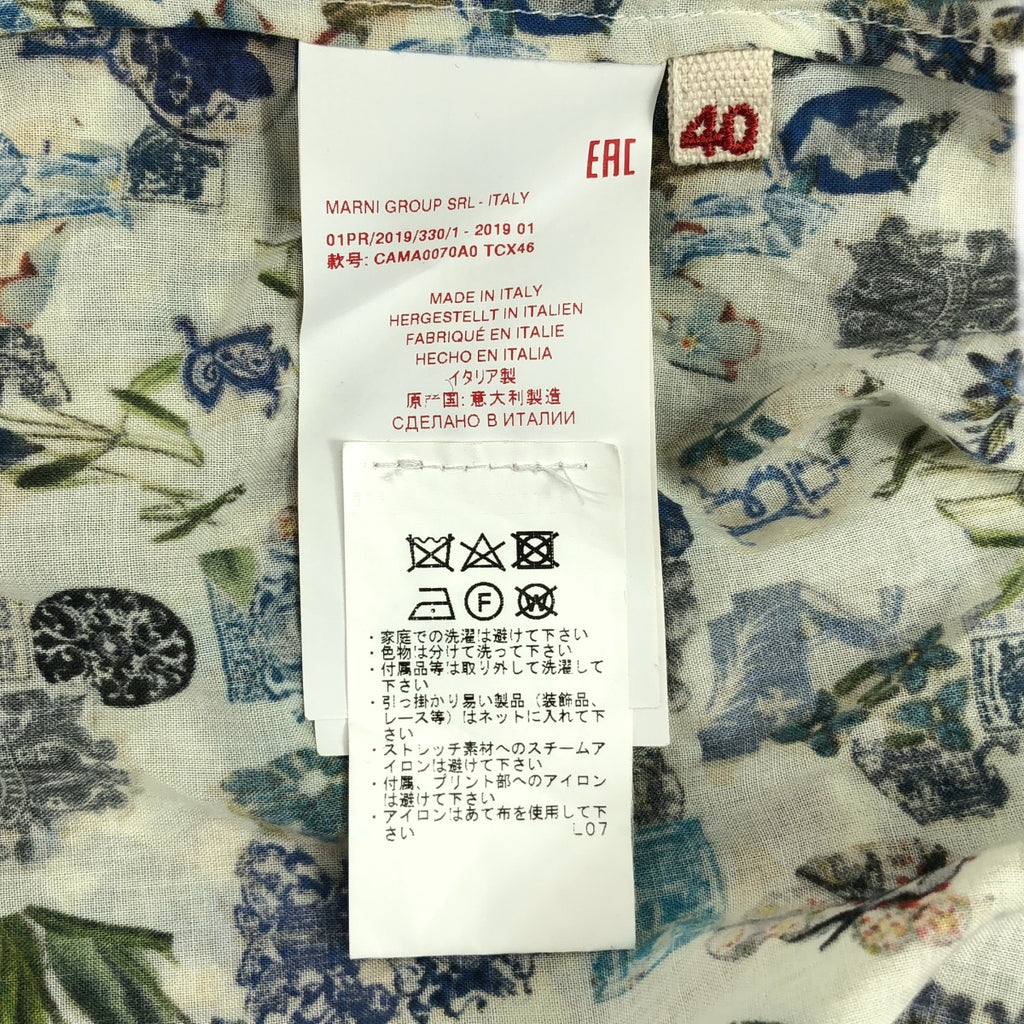 40
EAC
MARNI GROUP SRL - ITALY
01PR/2019/330/1 - 2019 01
款号: CAMA0070A0 TCX46
MADE IN ITALY
HERGESTELLT IN ITALIEN
FABRIQUÉ EN ITALIE
HECHO EN ITALIA
イタリア製
原产国: 意大利製造
СДЕЛАНО В ИТАЛИИ
F
W
・家庭での洗濯は避けて下さい
・色物は分けて洗って下さい
・付属品等は取り外して洗濯して
下さい
・引っ掛かり易い製品（装飾品、
レース等）はネットに入れて下
さい
・ストレッチ素材へのスチームア
イロンは避けて下さい
・付属、プリント部へのアイロン
は避けて下さい
・アイロンはあて布を使用して下
さい L07